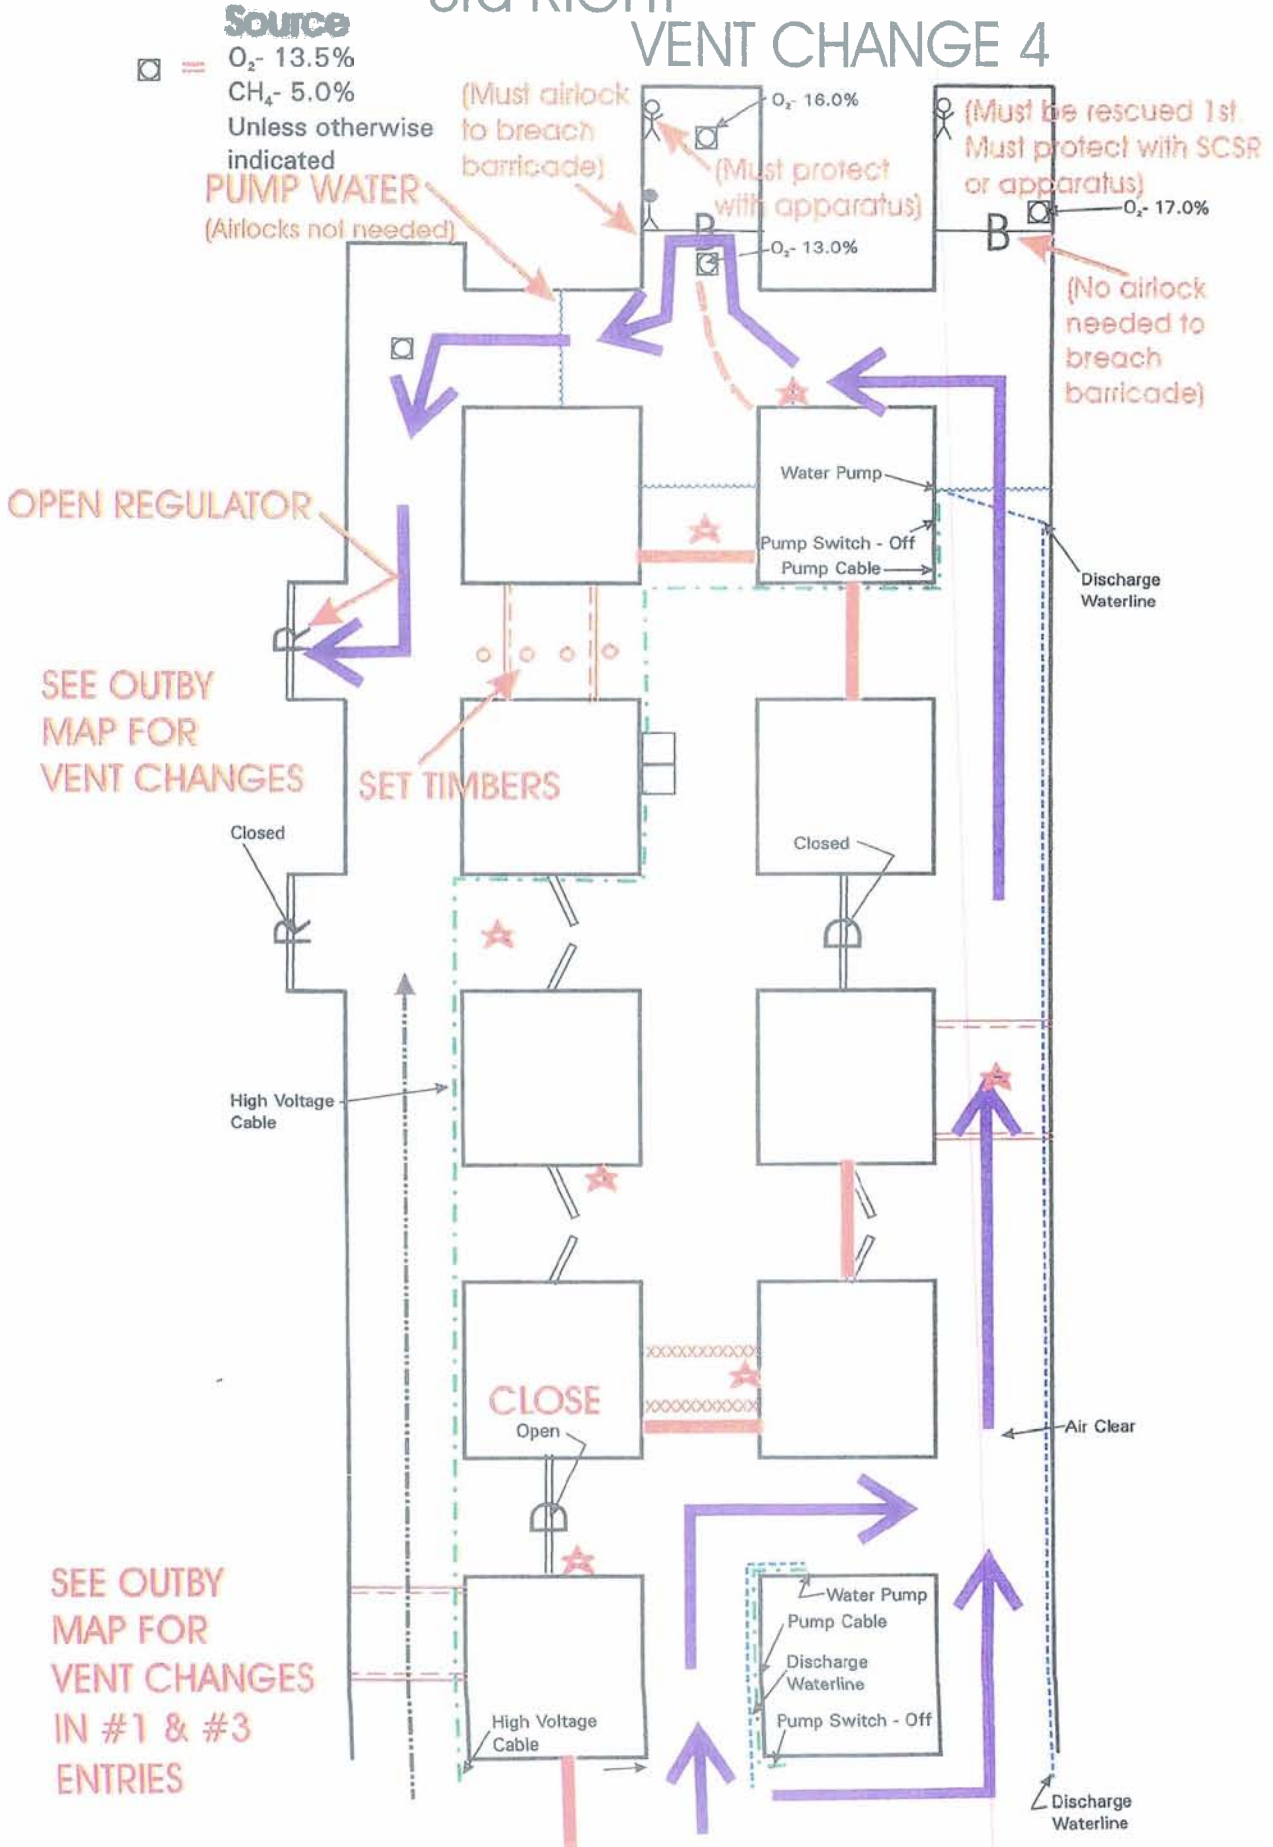 3rd RIGHT
VENT CHANGE 4
Source
= O₂- 13.5%
CH₄- 5.0%
Unless otherwise
indicated
(Must airlock
to breach
barricade)
O₂- 16.0%
(Must be rescued 1st.
Must protect with SCSR
or apparatus)
PUMP WATER
(Airlocks not needed)
(Must protect
with apparatus)
O₂- 17.0%
B
B
O₂- 13.0%
(No airlock
needed to
breach
barricade)
OPEN REGULATOR
Water Pump
Pump Switch - Off
Pump Cable
Discharge
Waterline
R
SEE OUTBY
MAP FOR
VENT CHANGES
SET TIMBERS
Closed
Closed
R
D
High Voltage
Cable
CLOSE
Open
Air Clear
D
SEE OUTBY
MAP FOR
VENT CHANGES
IN #1 & #3
ENTRIES
Water Pump
Pump Cable
Discharge
Waterline
Pump Switch - Off
High Voltage
Cable
Discharge
Waterline